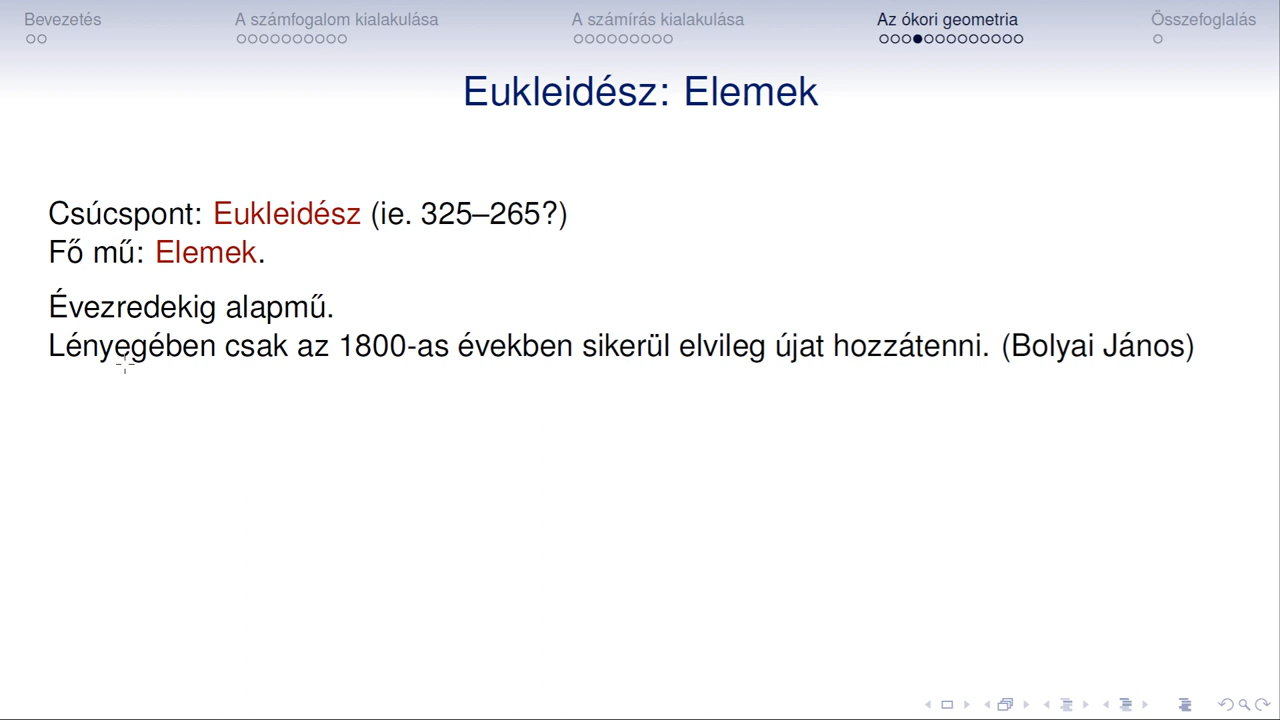 Bevezetés
A számfogalom kialakulása
A számírás kialakulása
Az ókori geometria
Összefoglalás
Eukleidész: Elemek
Csúcspont: Eukleidész (ie. 325–265?)
Fő mű: Elemek.
Évezredekig alapmű.
Lényegében csak az 1800-as években sikerül elvileg újat hozzátenni. (Bolyai János)